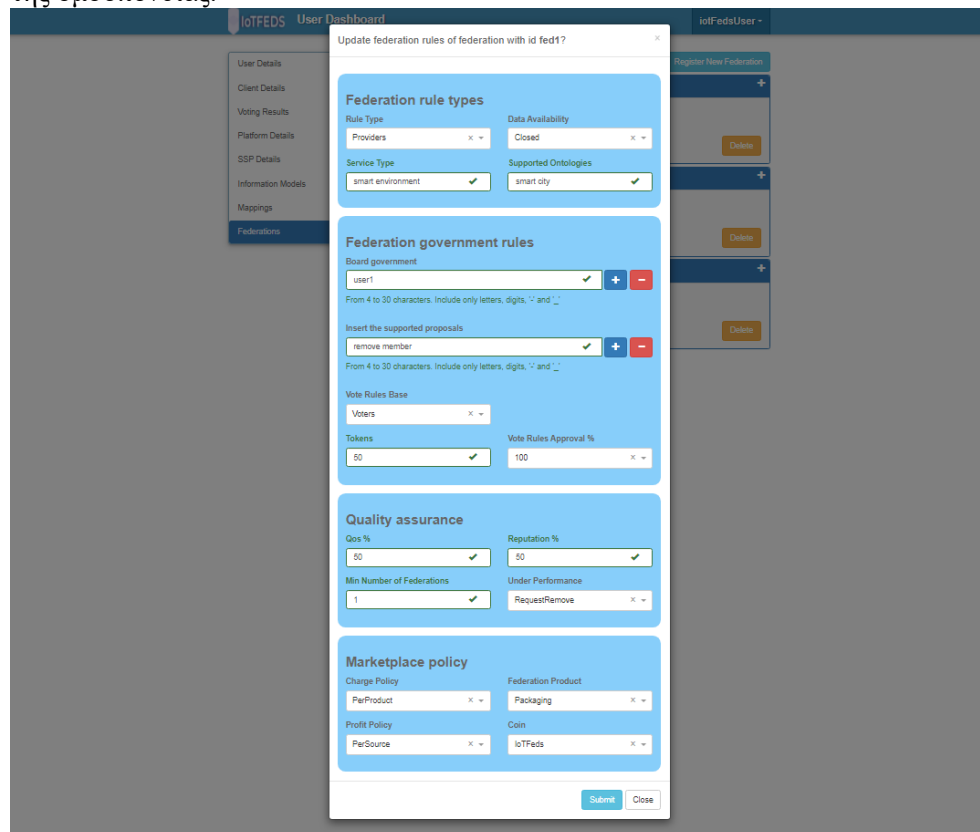 της ομοσπονδίας.
IoTFEDS User Dashboard
iotFedsUser
Update federation rules of federation with id fed1?
×
Register New Federation
User Details
Client Details
Voting Results
Platform Details
SSP Details
Information Models
Mappings
Federations
Delete
Delete
Delete
Federation rule types
Rule Type Data Availability
Providers Closed
Service Type Supported Ontologies
smart environment smart city
Federation government rules
Board government
user1
From 4 to 30 characters. Include only letters, digits, '-' and '_'
Insert the supported proposals
remove member
From 4 to 30 characters. Include only letters, digits, '-' and '_'
Vote Rules Base
Voters
Tokens Vote Rules Approval %
50 100
Quality assurance
Qos % Reputation %
50 50
Min Number of Federations Under Performance
1 RequestRemove
Marketplace policy
Charge Policy Federation Product
PerProduct Packaging
Profit Policy Coin
PerSource IoTFeds
Submit Close